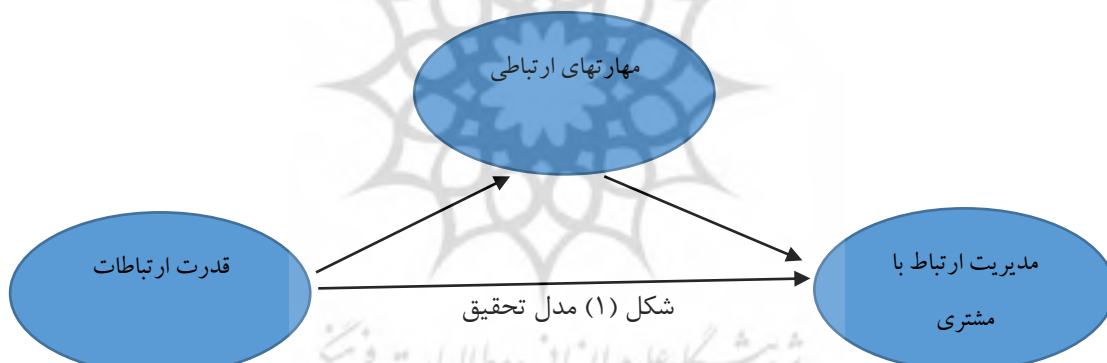 مهارتهای ارتباطی
قدرت ارتباطات
مدیریت ارتباط با
مشتری
شکل (۱) مدل تحقیق